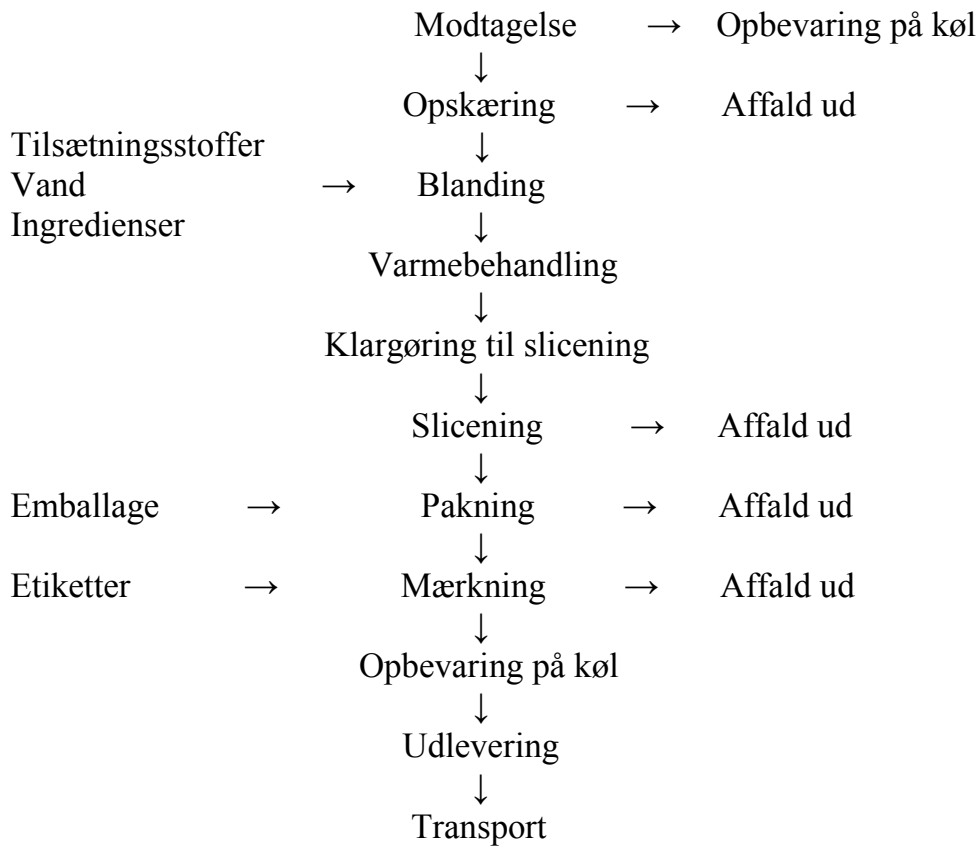 Modtagelse → Opbevaring på køl
↓
Opskæring → Affald ud
Tilsætningsstoffer ↓
Vand → Blanding
Ingredienser ↓
Varmebehandling
↓
Klargøring til slicening
↓
Slicening → Affald ud
↓
Emballage → Pakning → Affald ud
↓
Etiketter → Mærkning → Affald ud
↓
Opbevaring på køl
↓
Udlevering
↓
Transport